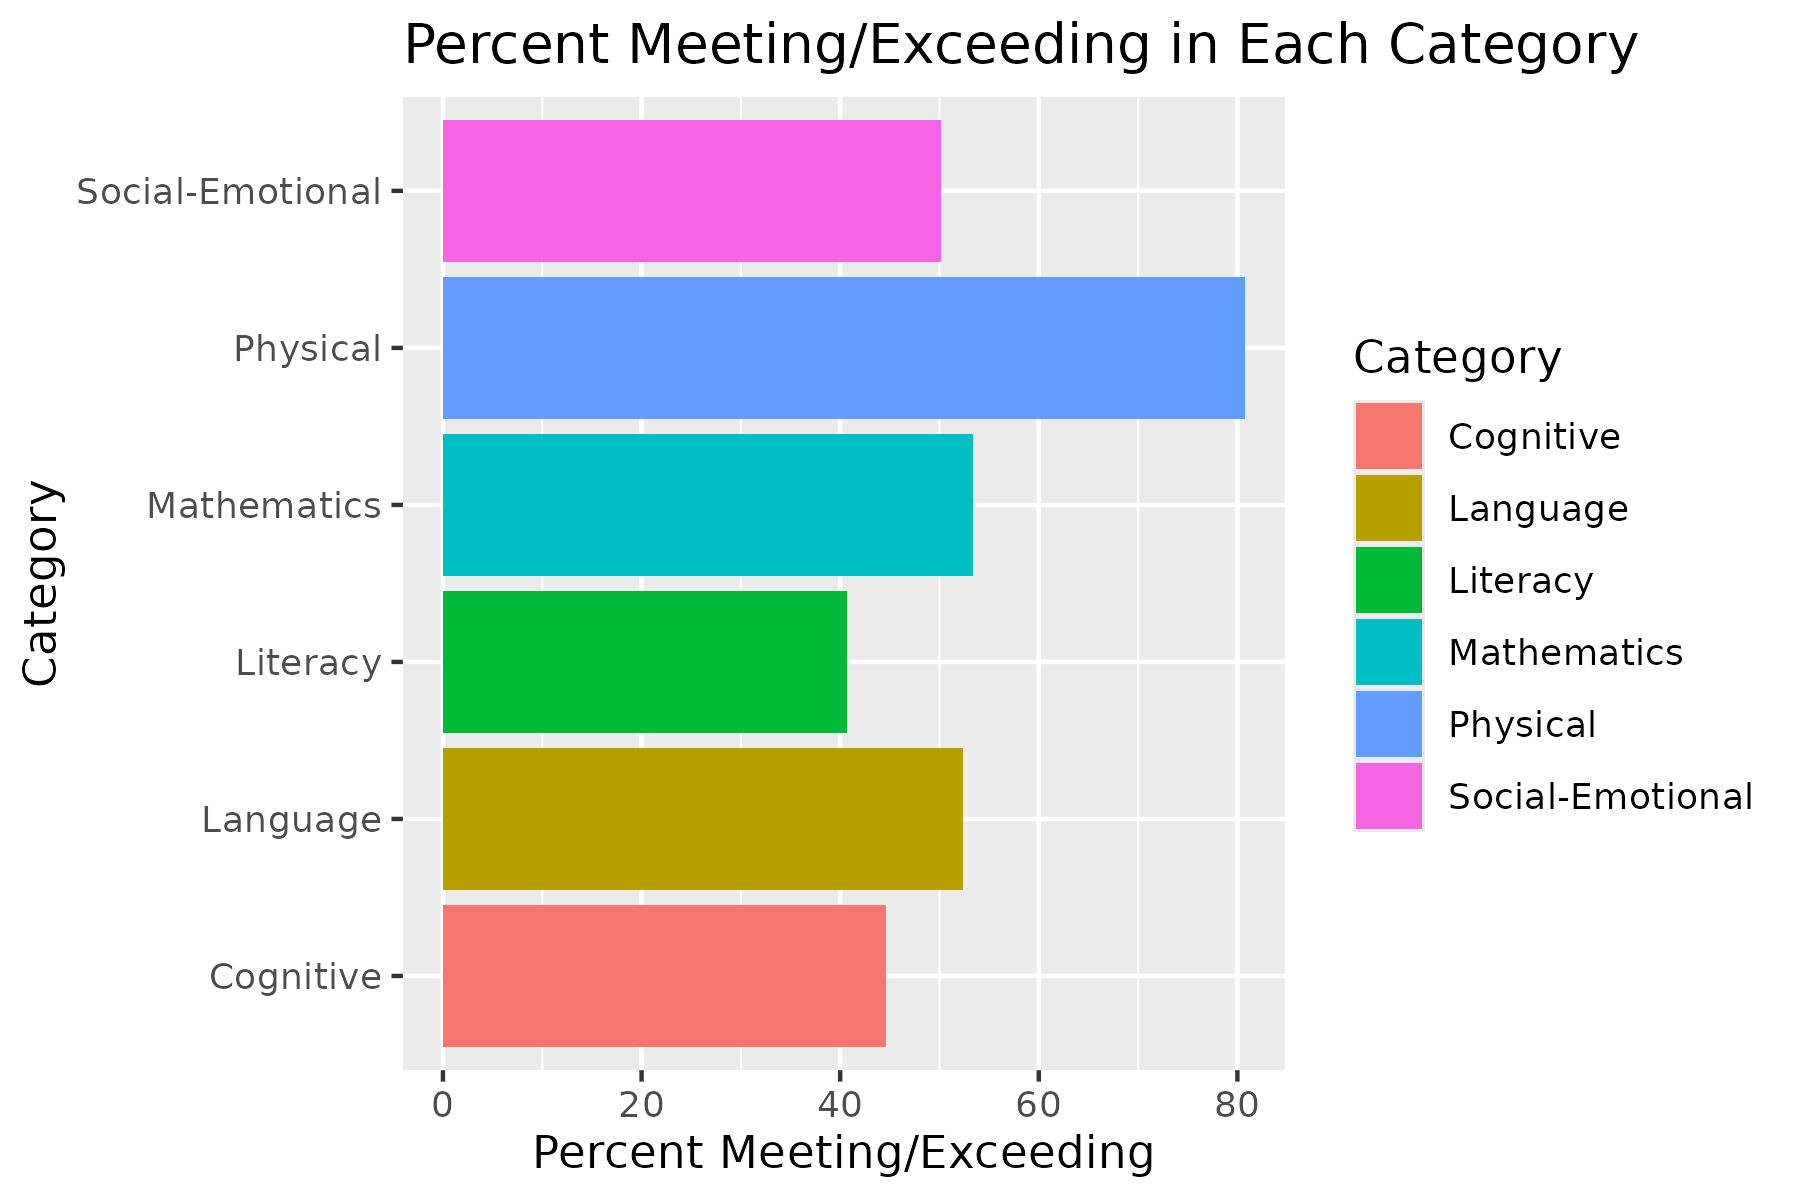 Percent Meeting/Exceeding in Each Category
Category
Social-Emotional
Physical
Mathematics
Literacy
Language
Cognitive
0 20 40 60 80
Percent Meeting/Exceeding
Category
Cognitive
Language
Literacy
Mathematics
Physical
Social-Emotional